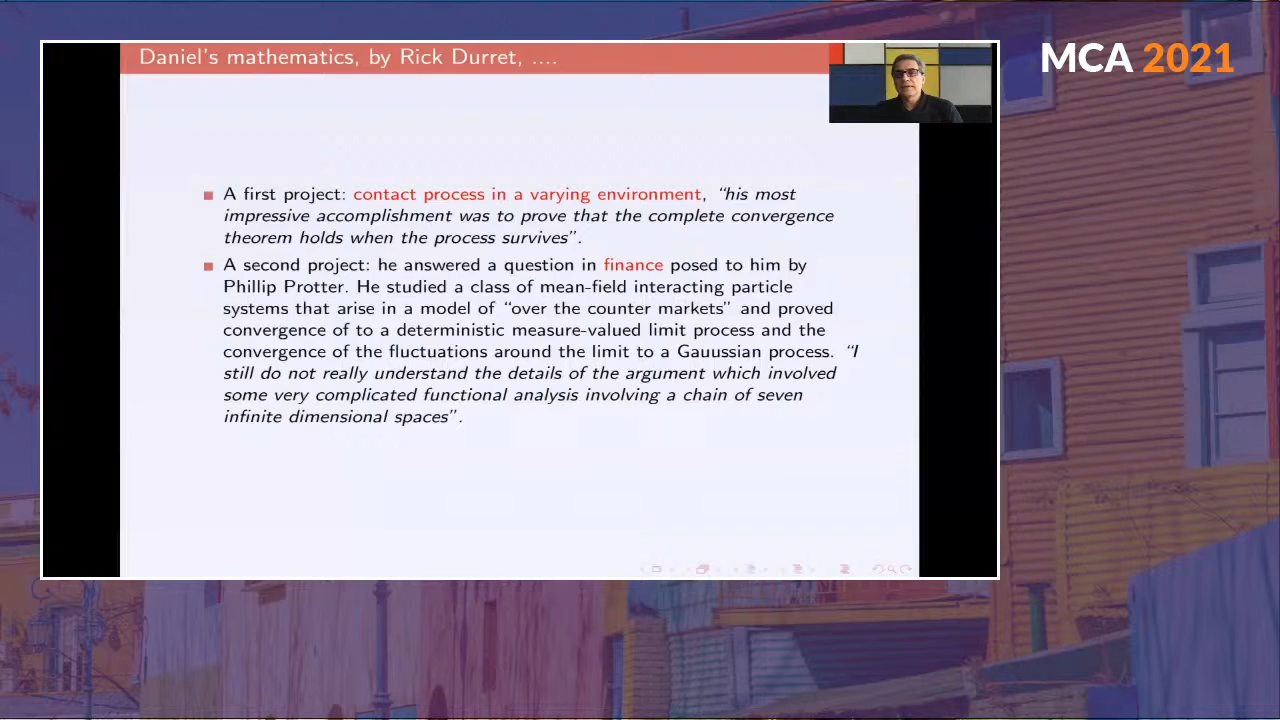 Daniel's mathematics, by Rick Durret, ....
MCA 2021
A first project: contact process in a varying environment, “his most
impressive accomplishment was to prove that the complete convergence
theorem holds when the process survives”.
A second project: he answered a question in finance posed to him by
Phillip Protter. He studied a class of mean-field interacting particle
systems that arise in a model of “over the counter markets” and proved
convergence of to a deterministic measure-valued limit process and the
convergence of the fluctuations around the limit to a Gauussian process. “I
still do not really understand the details of the argument which involved
some very complicated functional analysis involving a chain of seven
infinite dimensional spaces”.